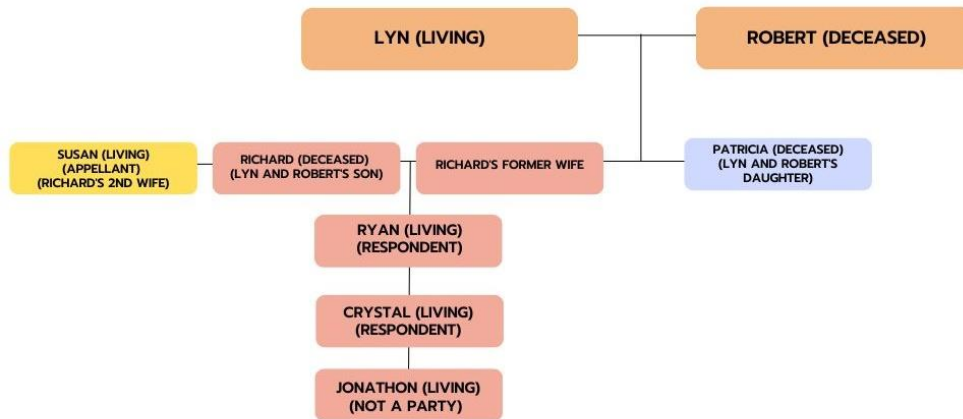 LYN (LIVING)
ROBERT (DECEASED)
SUSAN (LIVING)
(APPELLANT)
(RICHARD'S 2ND WIFE)
RICHARD (DECEASED)
(LYN AND ROBERT'S SON)
RICHARD'S FORMER WIFE
PATRICIA (DECEASED)
(LYN AND ROBERT'S
DAUGHTER)
RYAN (LIVING)
(RESPONDENT)
CRYSTAL (LIVING)
(RESPONDENT)
JONATHON (LIVING)
(NOT A PARTY)